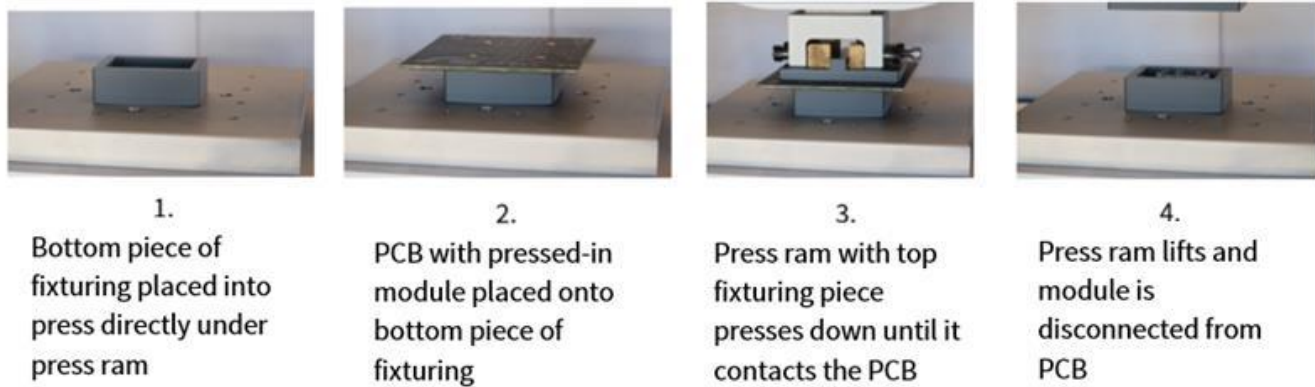 1.
Bottom piece of
fixturing placed into
press directly under
press ram
2.
PCB with pressed-in
module placed onto
bottom piece of
fixturing
3.
Press ram with top
fixturing piece
presses down until it
contacts the PCB
4.
Press ram lifts and
module is
disconnected from
PCB